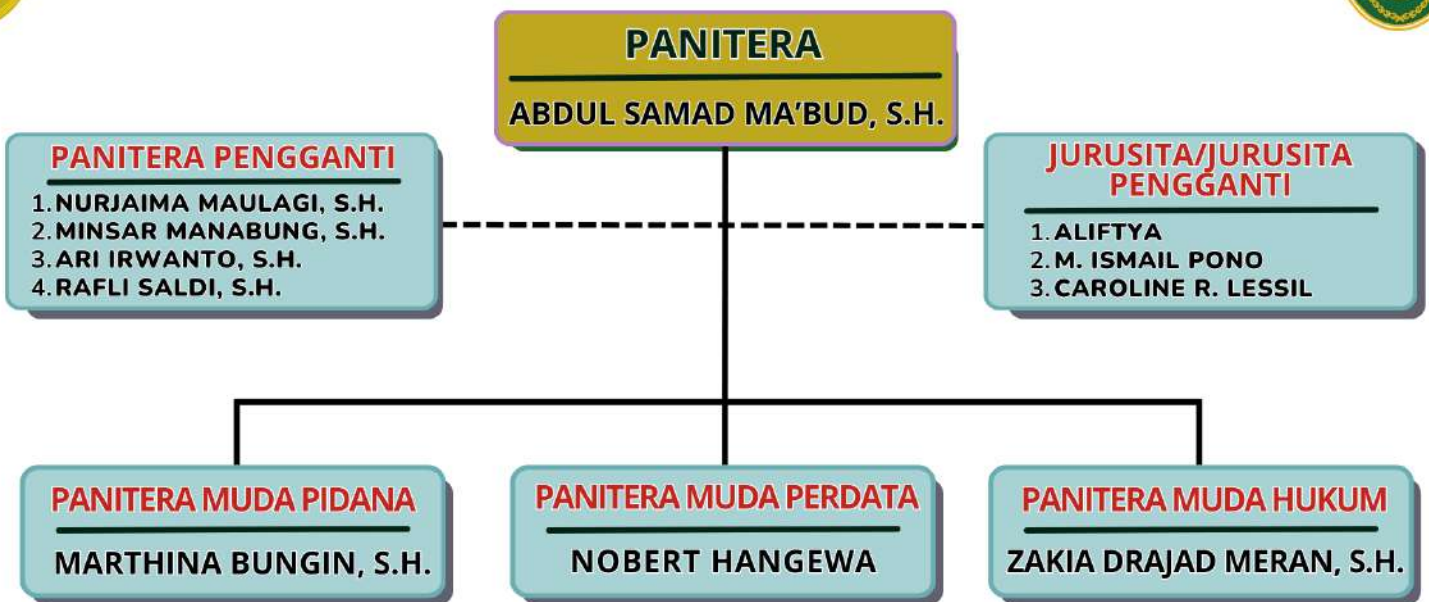 PANITERA
ABDUL SAMAD MA'BUD, S.H.
PANITERA PENGGANTI
1. NURJAIMA MAULAGI, S.H.
2. MINSAR MANABUNG, S.H.
3. ARI IRWANTO, S.H.
4. RAFLI SALDI, S.H.
JURUSITA/JURUSITA
PENGGANTI
1. ALIFTYA
2. M. ISMAIL PONO
3. CAROLINE R. LESSIL
PANITERA MUDA PIDANA
MARTHINA BUNGIN, S.H.
PANITERA MUDA PERDATA
NOBERT HANGEWA
PANITERA MUDA HUKUM
ZAKIA DRAJAD MERAN, S.H.